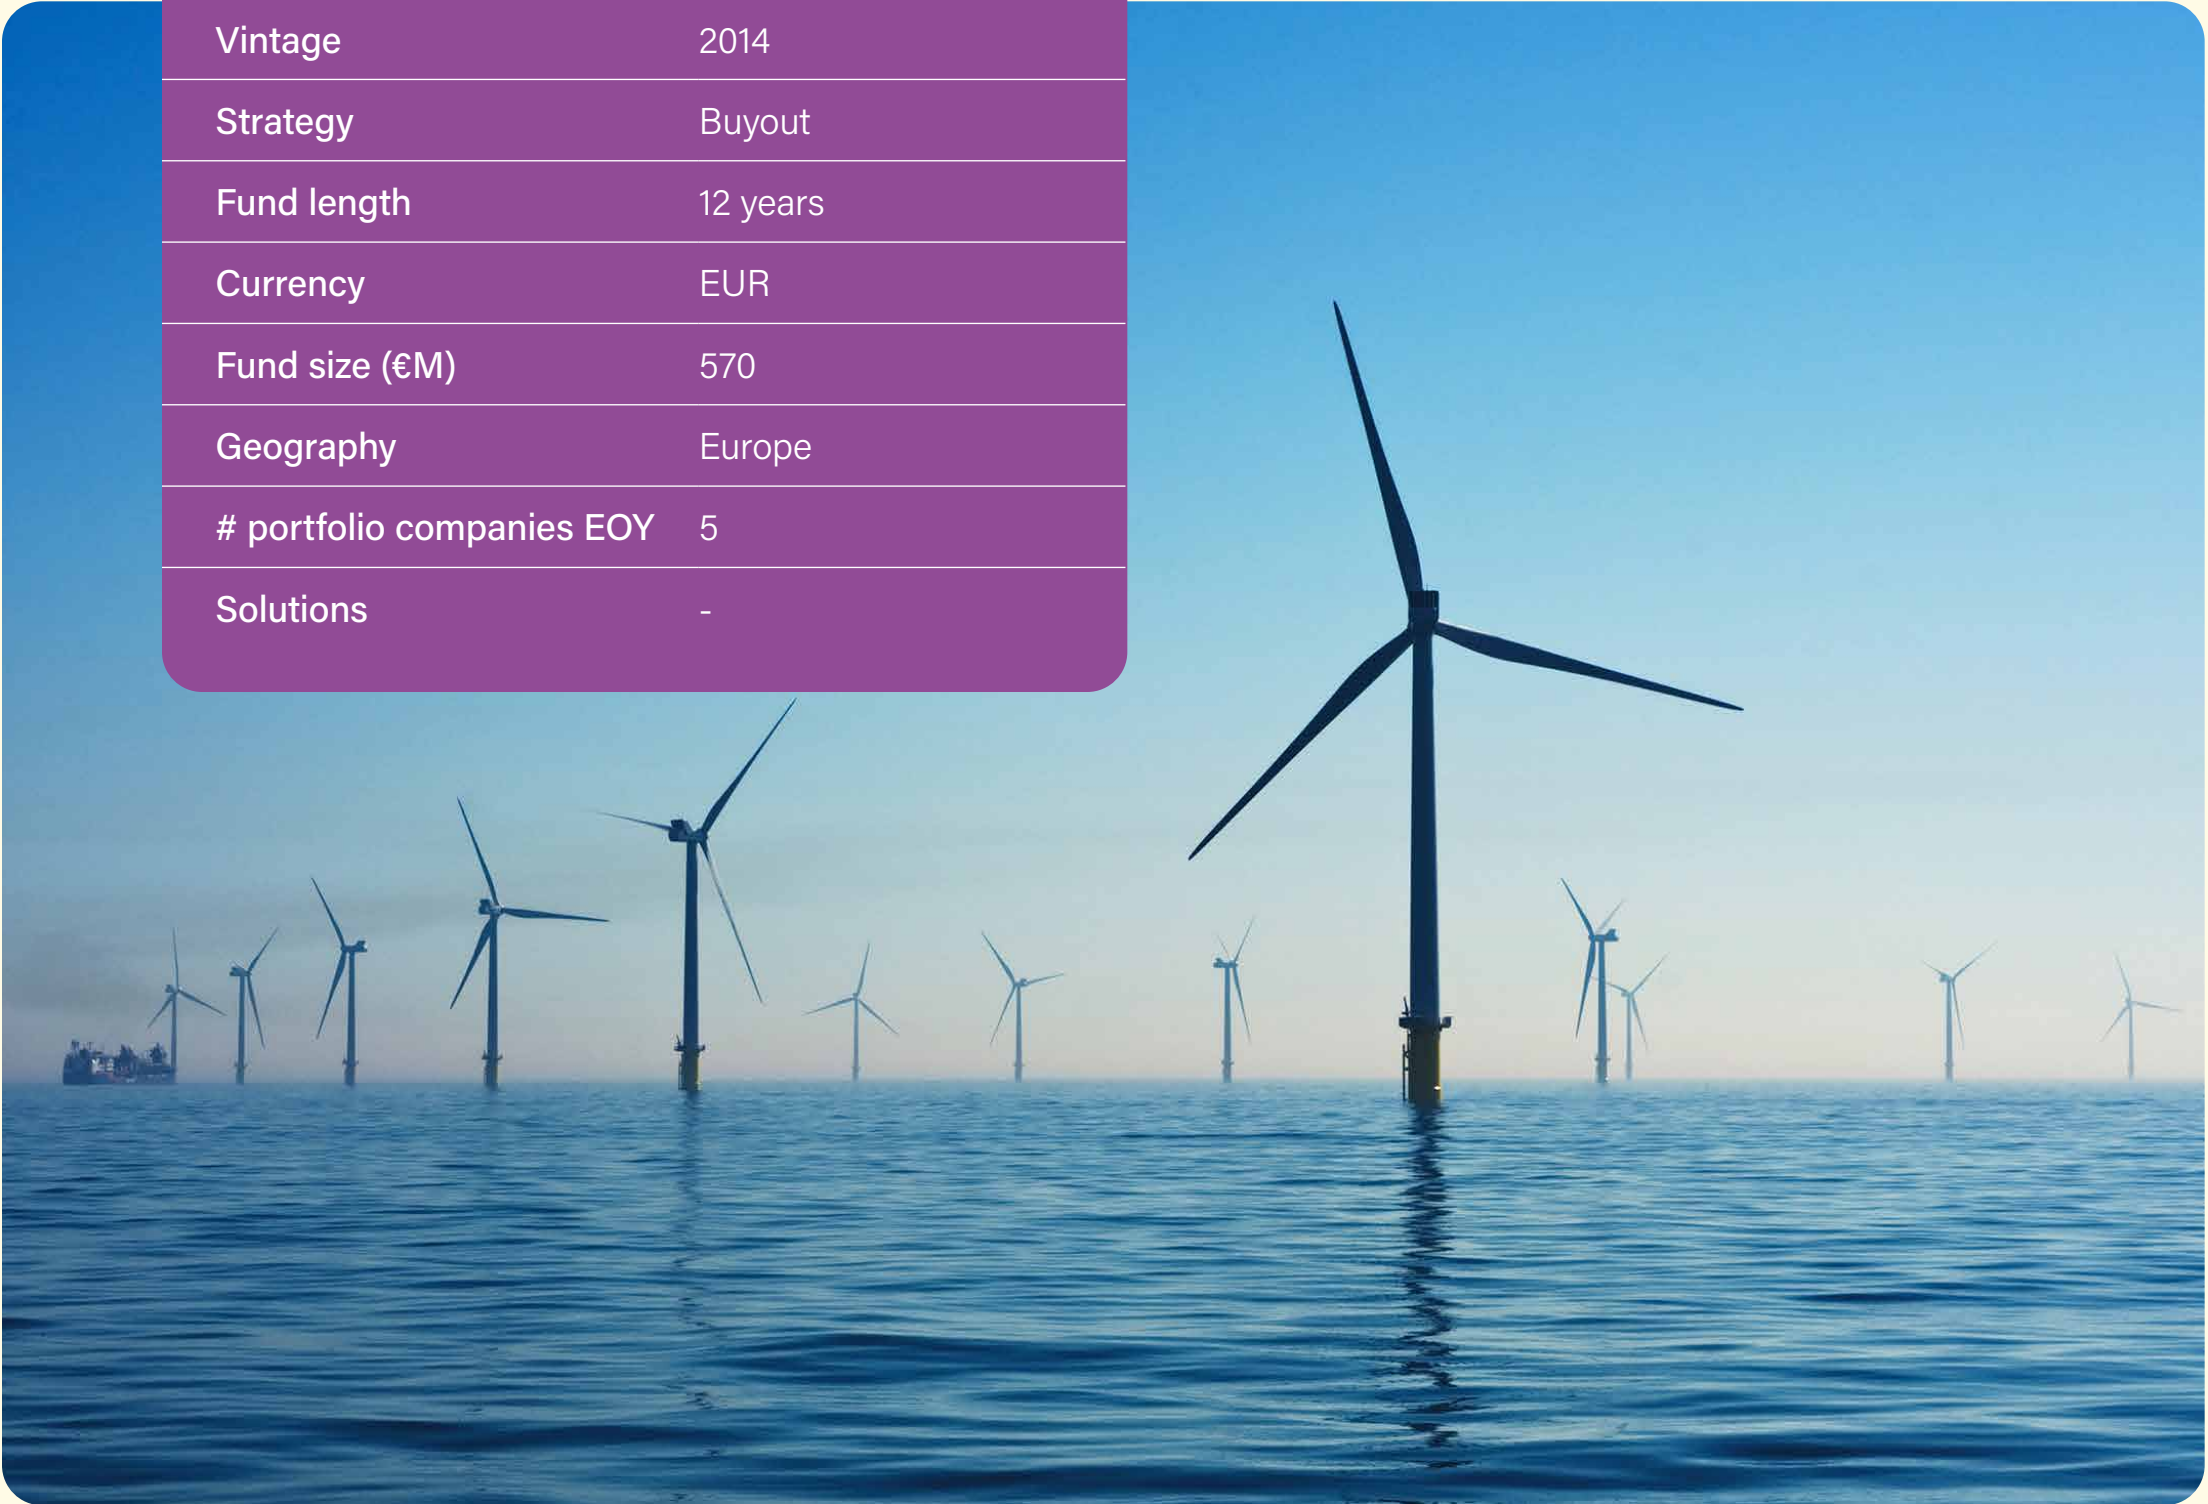 Vintage 2014
Strategy Buyout
Fund length 12 years
Currency EUR
Fund size (€M) 570
Geography Europe
# portfolio companies EOY 5
Solutions -